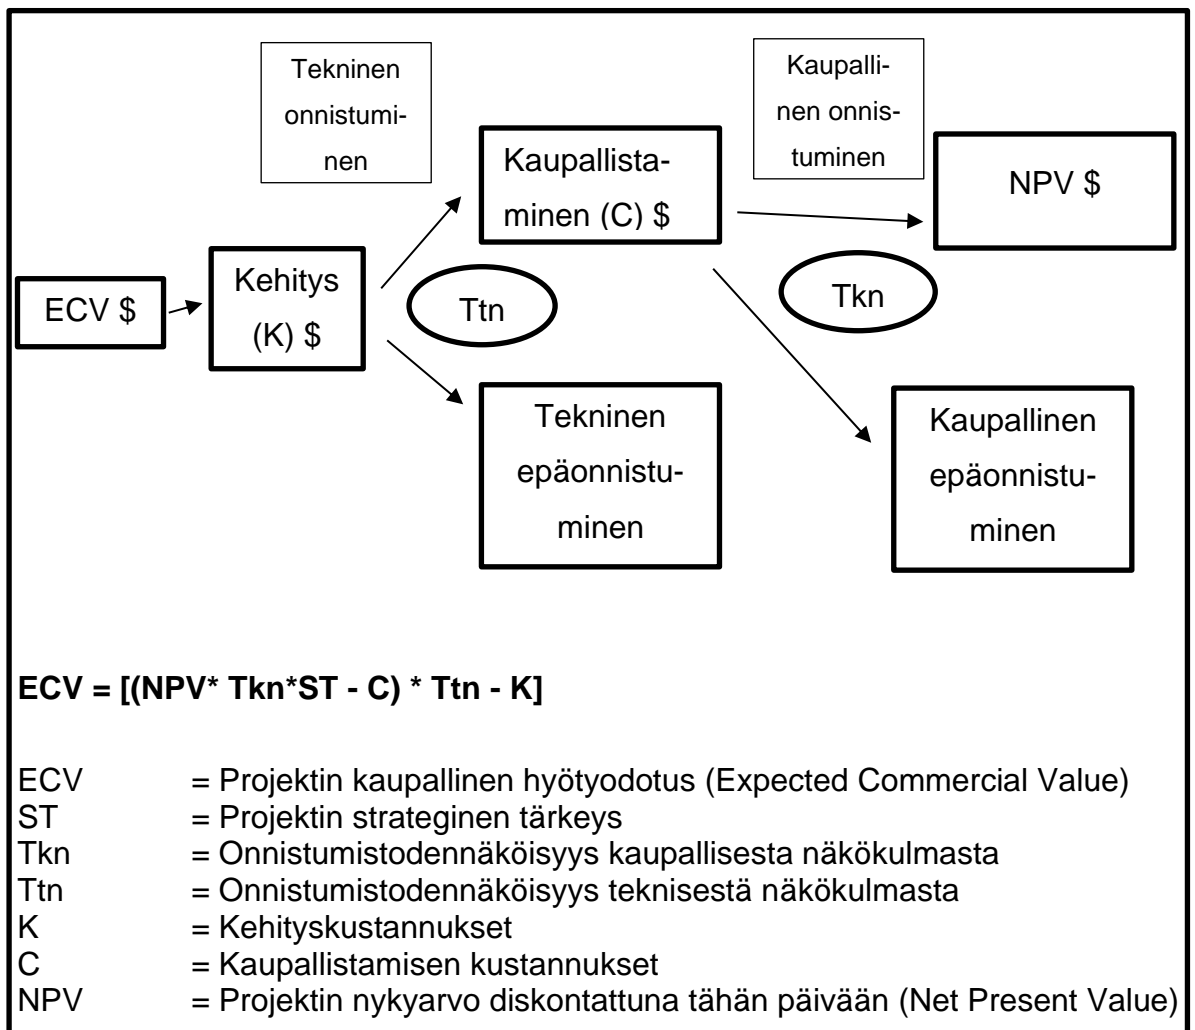 Tekninen
onnistumi-
nen
Kaupalli-
nen onnis-
tuminen
Kaupallista-
minen (C) $
NPV $
Kehitys
(K) $
ECV $
Ttn
Tkn
Tekninen
epäonnistu-
minen
Kaupallinen
epäonnistu-
minen
ECV = [(NPV* Tkn*ST - C) * Ttn - K]
ECV = Projektin kaupallinen hyötyodotus (Expected Commercial Value)
ST = Projektin strateginen tärkeys
Tkn = Onnistumistodennäköisyys kaupallisesta näkökulmasta
Ttn = Onnistumistodennäköisyys teknisestä näkökulmasta
K = Kehityskustannukset
C = Kaupallistamisen kustannukset
NPV = Projektin nykyarvo diskontattuna tähän päivään (Net Present Value)